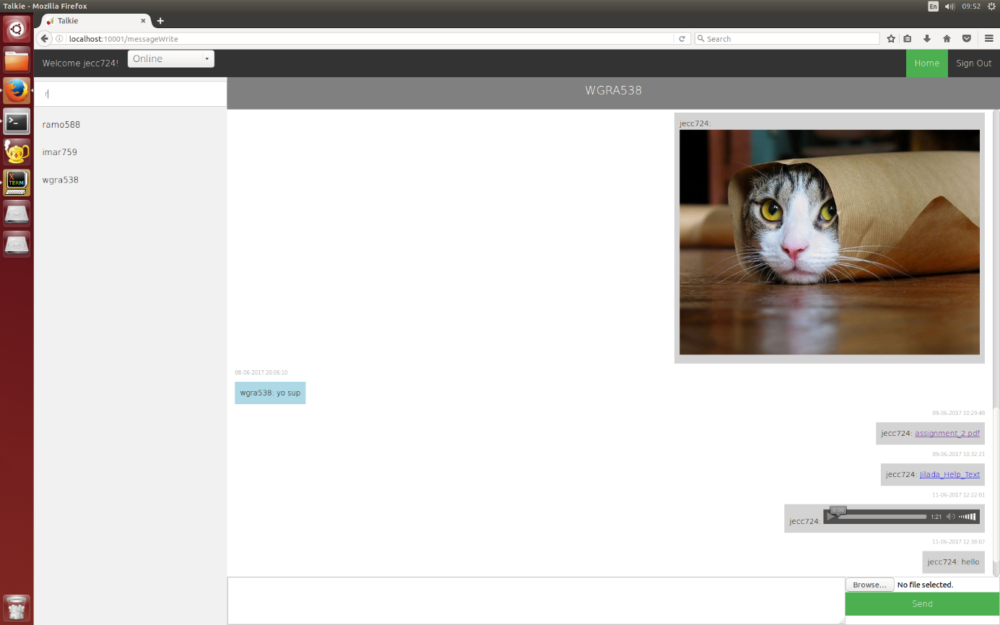 Talkie - Mozilla Firefox
En
09:52
Talkie
localhost:10001/messageWrite
Search
Welcome jecc724!
Online
Home
Sign Out
r
WGRA538
ramo588
imar759
wgra538
jecc724:
08-06-2017 20:06:10
wgra538: yo sup
09-06-2017 10:29:48
jecc724: assignment_2.pdf
09-06-2017 10:32:21
jecc724: Jilada_Help_Text
11-06-2017 12:22:01
0:00
jecc724:
1:21
11-06-2017 12:38:07
jecc724: hello
Browse...
No file selected.
Send
X
TERM